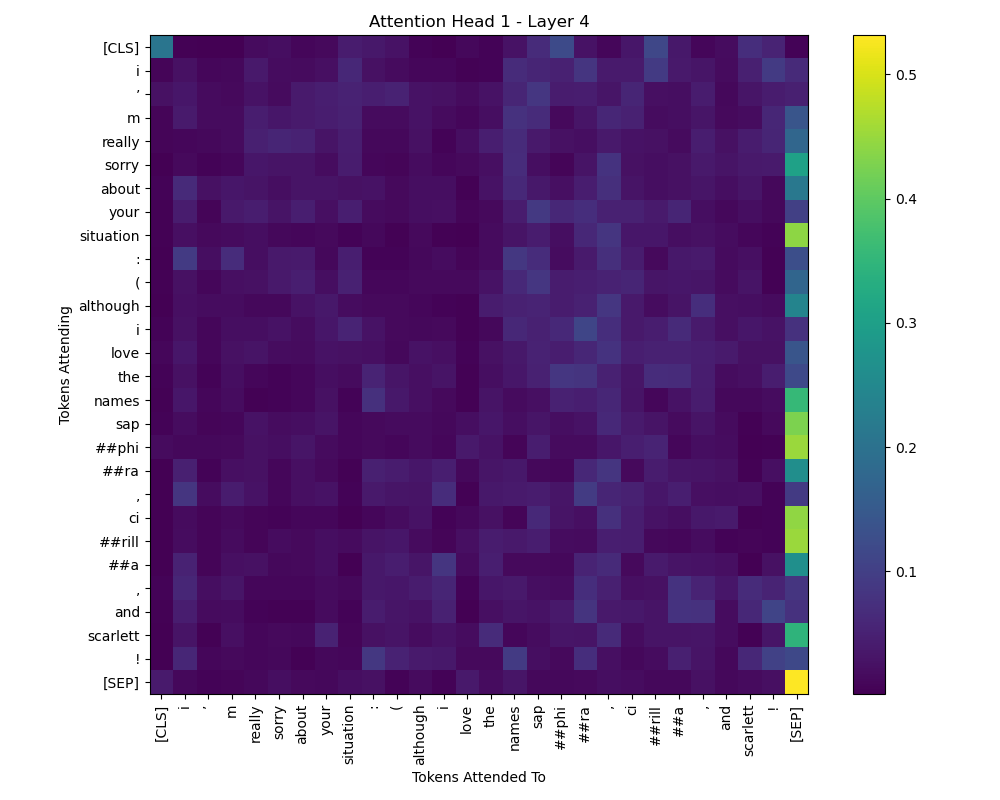 Attention Head 1 - Layer 4
[CLS]
i
’
m
really
sorry
about
your
situation
:
(
although
i
love
the
names
sap
##phi
##ra
,
ci
##rill
##a
,
and
scarlett
!
[SEP]
Tokens Attending
[CLS]
i
’
m
really
sorry
about
your
situation
:
(
although
i
love
the
names
sap
##phi
##ra
,
ci
##rill
##a
,
and
scarlett
!
[SEP]
Tokens Attended To
0.5
0.4
0.3
0.2
0.1